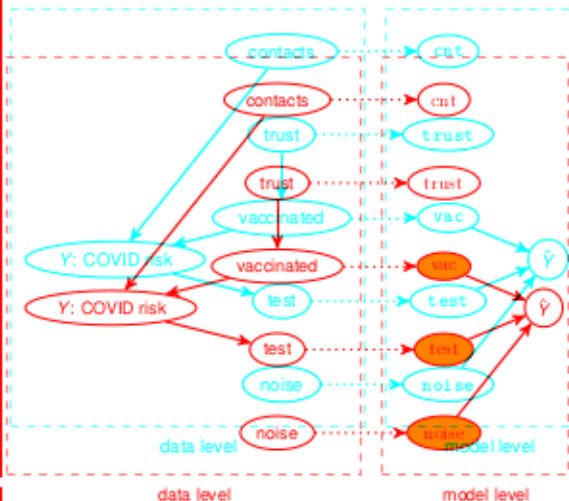 contacts cnt
contacts cnt
trust trust
trust trust
vaccinated vac
Y: COVID risk Ŷ
vaccinated vac
test test
Y: COVID risk Ŷ
test test
noise noise
noise noise
data level model level
data level model level